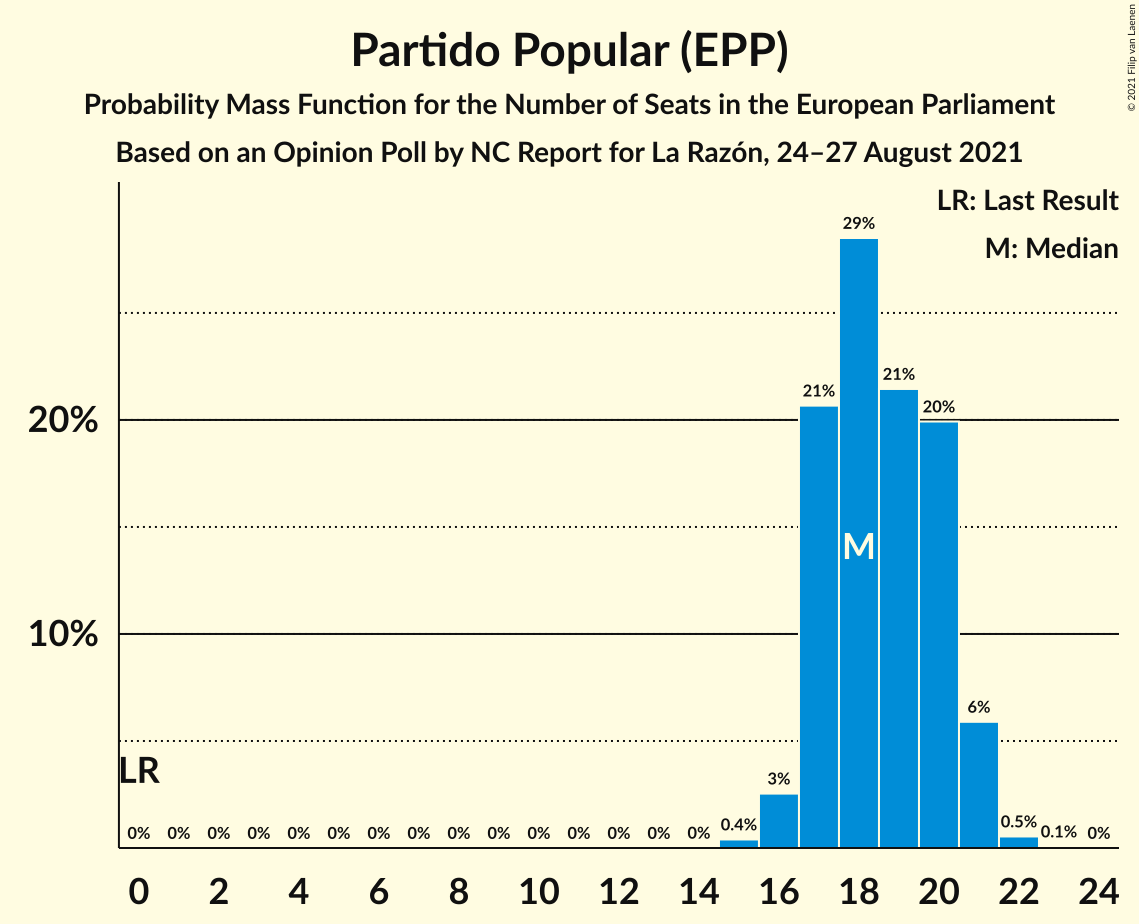 Partido Popular (EPP)
Probability Mass Function for the Number of Seats in the European Parliament
Based on an Opinion Poll by NC Report for La Razón, 24–27 August 2021
© 2021 Filip van Laenen
LR: Last Result
M: Median
29%
21%
21%
20%
20%
M
10%
6%
LR
3%
0% 0% 0% 0% 0% 0% 0% 0% 0% 0% 0% 0% 0% 0% 0% 0.4% 0.5% 0.1% 0%
0 2 4 6 8 10 12 14 16 18 20 22 24